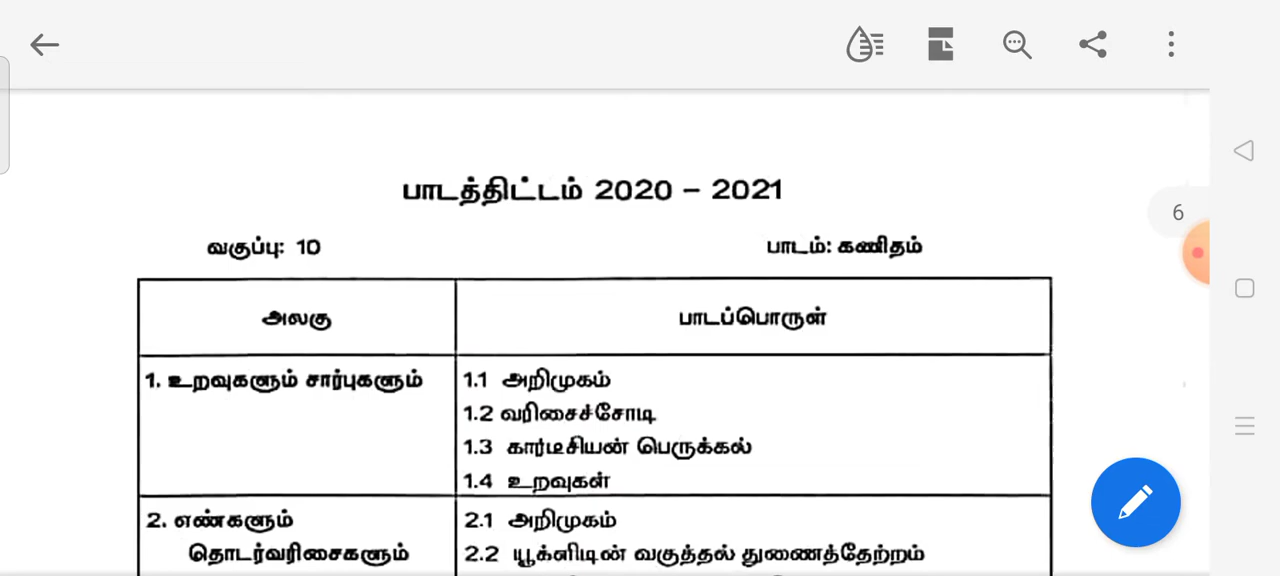 6
பாடத்திட்டம் 2020 – 2021
வகுப்பு: 10 பாடம்: கணிதம்
அலகு பாடப்பொருள்
1. உறவுகளும் சார்புகளும் 1.1 அறிமுகம்
1.2 வரிசைச்சோடி
1.3 கார்டீசியன் பெருக்கல்
1.4 உறவுகள்
2. எண்களும் 2.1 அறிமுகம்
தொடர்வரிசைகளும் 2.2 யூக்ளிடின் வகுத்தல் துணைத்தேற்றம்